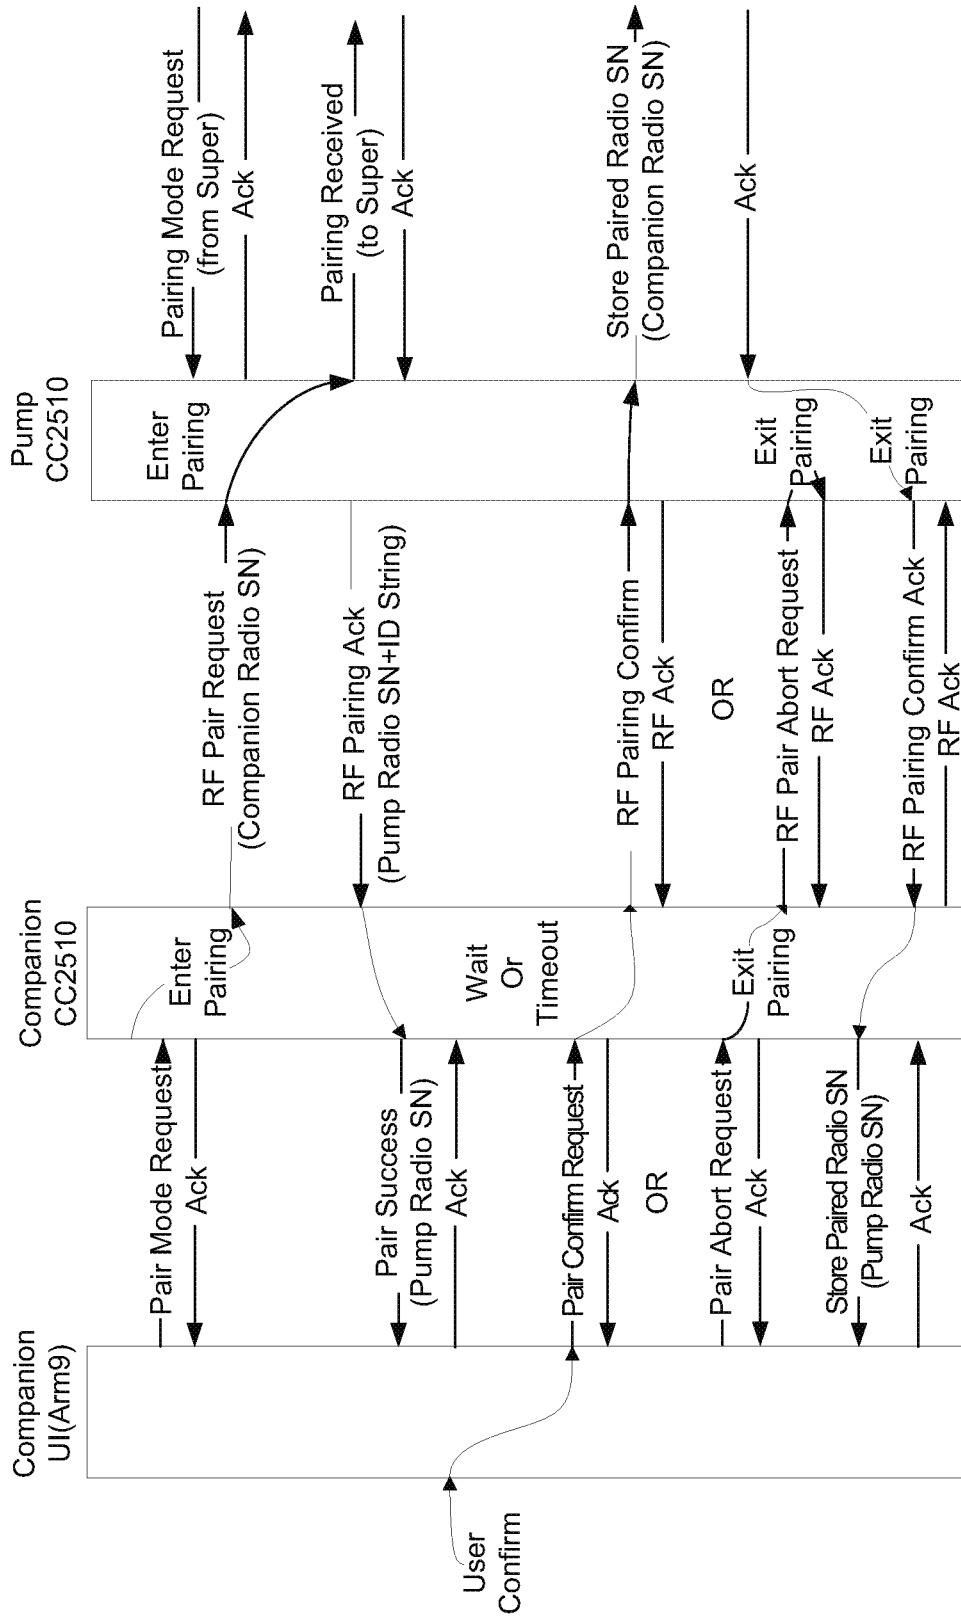 Companion
UI(Arm9)
Companion
CC2510
Pump
CC2510
Pair Mode Request
Ack
Enter
Pairing
RF Pair Request
(Companion Radio SN)
Enter
Pairing
Pairing Mode Request
(from Super)
Ack
RF Pairing Ack
(Pump Radio SN+ID String)
Pairing Received
(to Super)
Ack
Pair Success
(Pump Radio SN)
Ack
User
Confirm
Wait
Or
Timeout
Pair Confirm Request
Ack
OR
RF Pairing Confirm
RF Ack
OR
Store Paired Radio SN
(Companion Radio SN)
Ack
Pair Abort Request
Ack
Exit
Pairing
RF Pair Abort Request
RF Ack
Exit
Pairing
Exit
Pairing
Store Paired Radio SN
(Pump Radio SN)
Ack
RF Pairing Confirm Ack
RF Ack